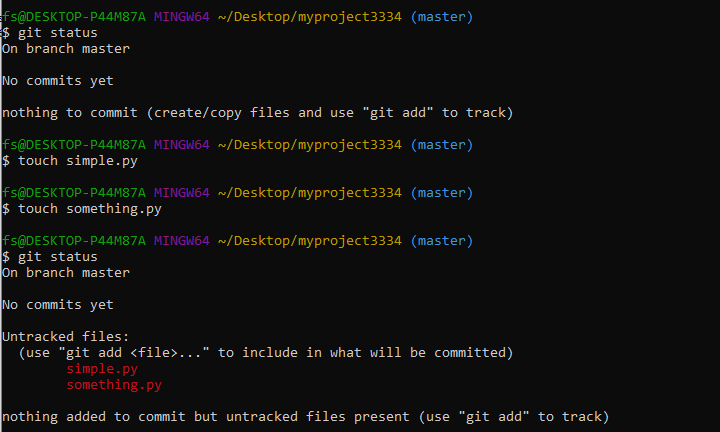 fs@DESKTOP-P44M87A MINGW64 ~/Desktop/myproject3334 (master)
$ git status
On branch master
No commits yet
nothing to commit (create/copy files and use "git add" to track)
fs@DESKTOP-P44M87A MINGW64 ~/Desktop/myproject3334 (master)
$ touch simple.py
fs@DESKTOP-P44M87A MINGW64 ~/Desktop/myproject3334 (master)
$ touch something.py
fs@DESKTOP-P44M87A MINGW64 ~/Desktop/myproject3334 (master)
$ git status
On branch master
No commits yet
Untracked files:
  (use "git add <file>..." to include in what will be committed)
        simple.py
        something.py
nothing added to commit but untracked files present (use "git add" to track)